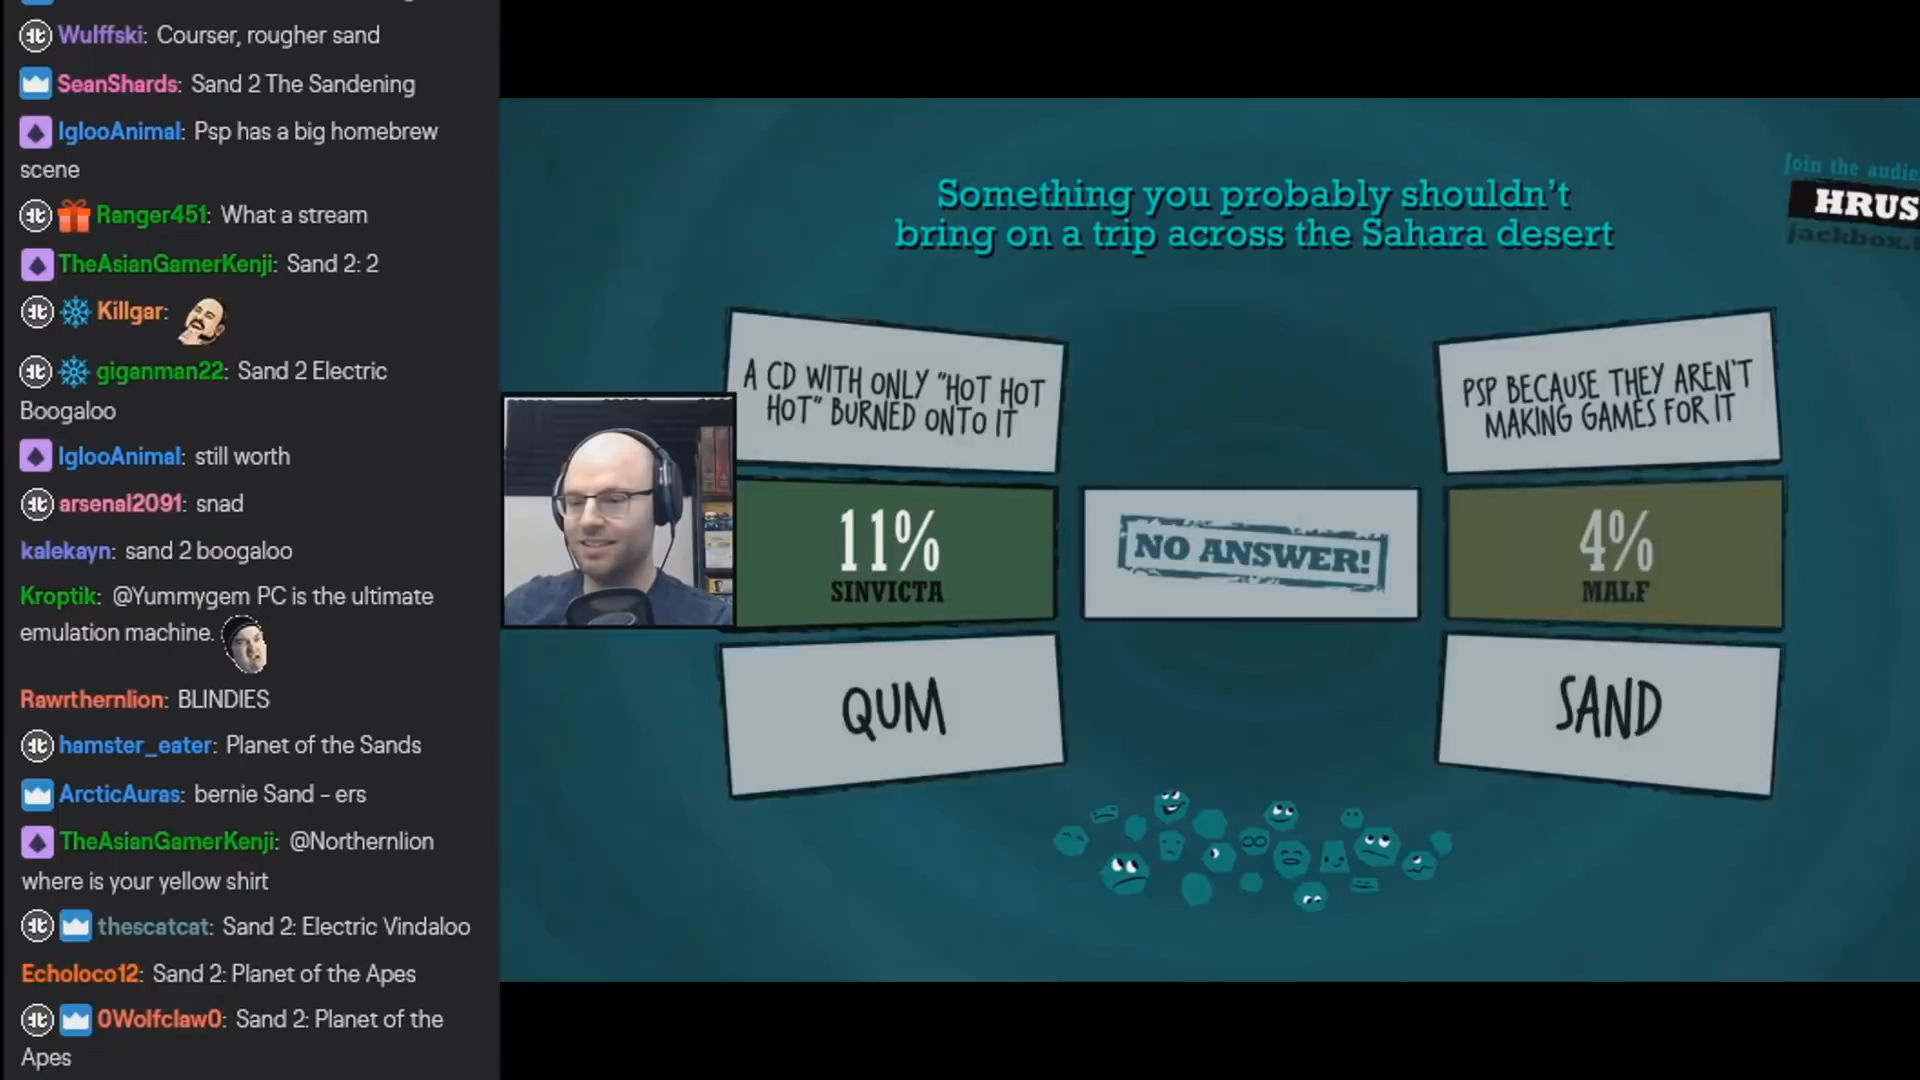 Wulffski: Courser, rougher sand
SeanShards: Sand 2 The Sandening
IglooAnimal: Psp has a big homebrew
scene
Ranger451: What a stream
TheAsianGamerKenji: Sand 2: 2
Killgar:
giganman22: Sand 2 Electric
Boogaloo
IglooAnimal: still worth
arsenal2091: snad
kalekayn: sand 2 boogaloo
Kroptik: @Yummygem PC is the ultimate
emulation machine.
Rawrthernlion: BLINDIES
hamster_eater: Planet of the Sands
ArcticAuras: bernie Sand - ers
TheAsianGamerKenji: @Northernlion
where is your yellow shirt
thescatcat: Sand 2: Electric Vindaloo
Echoloco12: Sand 2: Planet of the Apes
0Wolfclaw0: Sand 2: Planet of the
Apes
Something you probably shouldn't
bring on a trip across the Sahara desert
Join the audie
HRUS
jackbox.t
A CD WITH ONLY "HOT HOT
HOT" BURNED ONTO IT
11%
SINVICTA
QUM
NO ANSWER!
PSP BECAUSE THEY AREN'T
MAKING GAMES FOR IT
4%
MALF
SAND